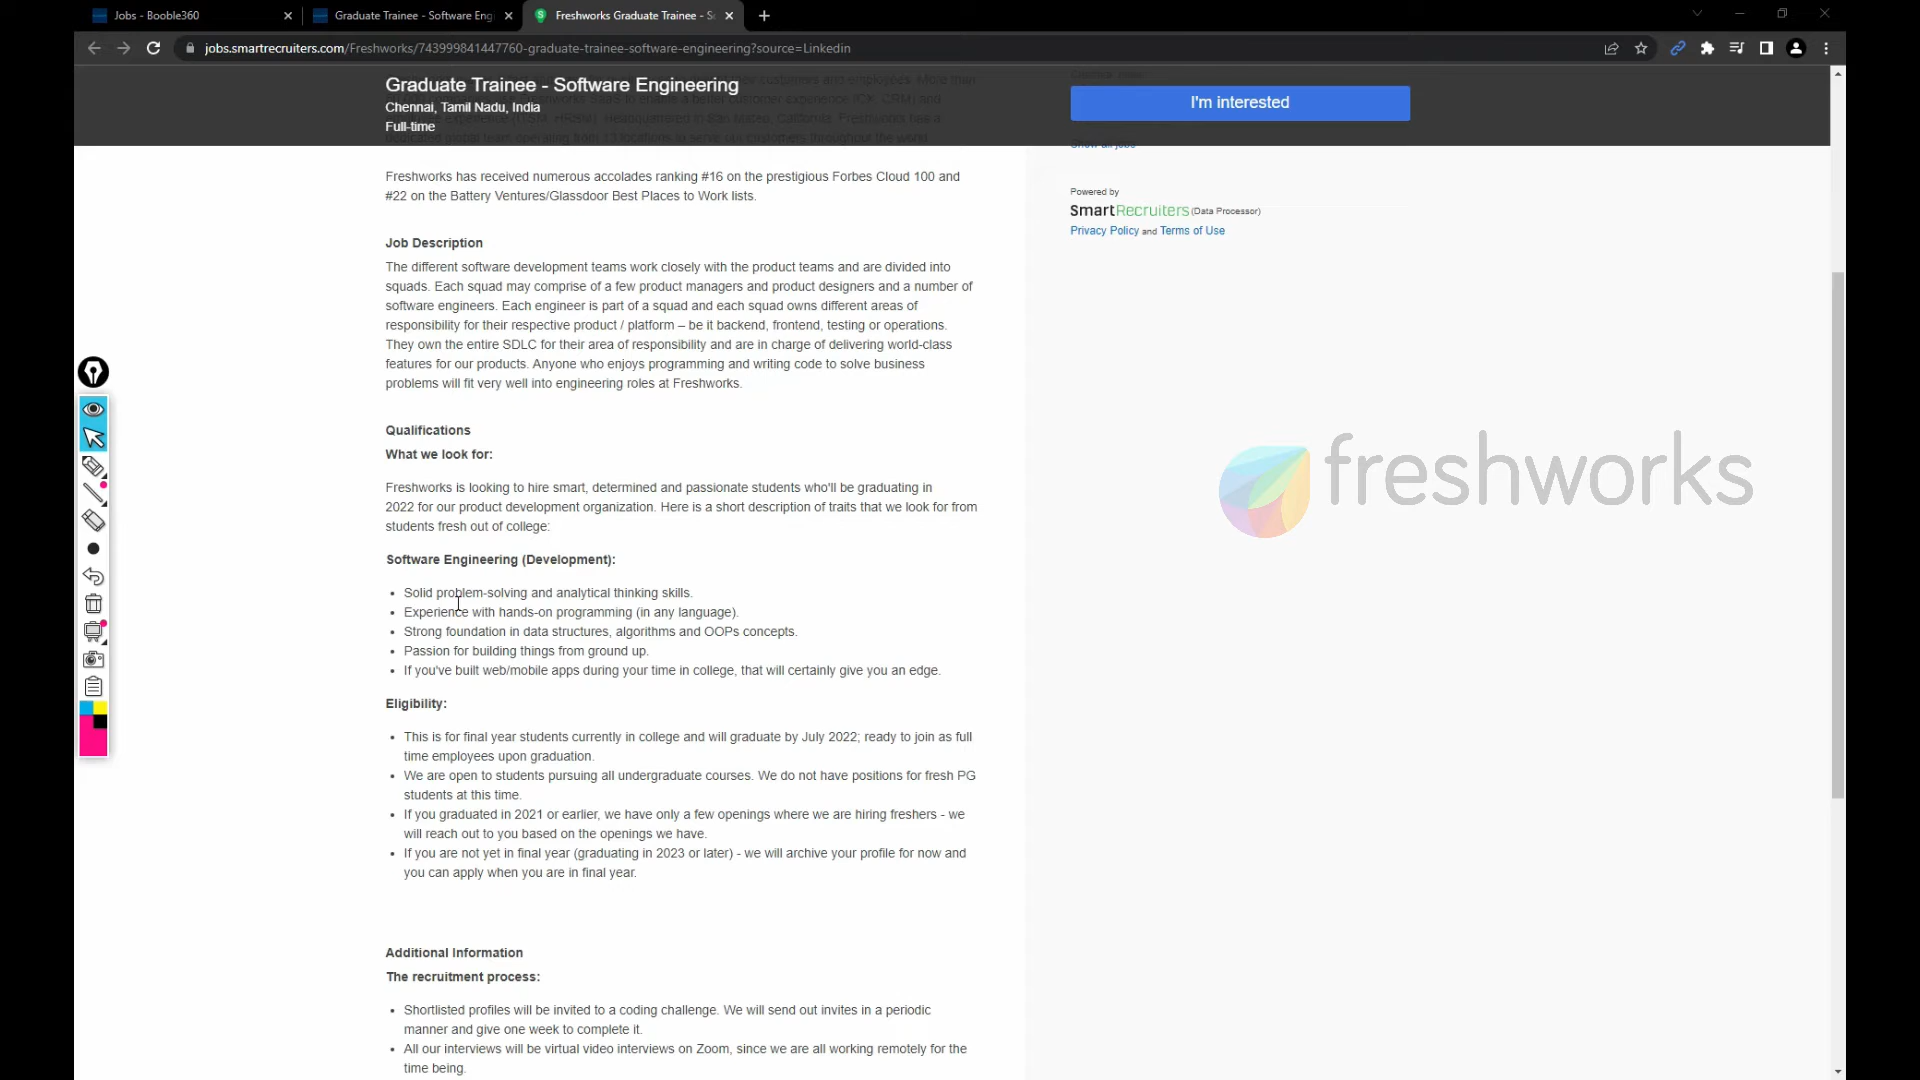 Jobs - Booble360
Graduate Trainee - Software Eng
Freshworks Graduate Trainee - S
jobs.smartrecruiters.com/Freshworks/743999841447760-graduate-trainee-software-engineering?source=Linkedin
Graduate Trainee - Software Engineering
Chennai, Tamil Nadu, India
Full-time
I'm interested
Show all jobs
Freshworks has received numerous accolades ranking #16 on the prestigious Forbes Cloud 100 and
#22 on the Battery Ventures/Glassdoor Best Places to Work lists.
Powered by
SmartRecruiters (Data Processor)
Privacy Policy and Terms of Use
Job Description
The different software development teams work closely with the product teams and are divided into
squads. Each squad may comprise of a few product managers and product designers and a number of
software engineers. Each engineer is part of a squad and each squad owns different areas of
responsibility for their respective product / platform – be it backend, frontend, testing or operations.
They own the entire SDLC for their area of responsibility and are in charge of delivering world-class
features for our products. Anyone who enjoys programming and writing code to solve business
problems will fit very well into engineering roles at Freshworks.
freshworks
Qualifications
What we look for:
Freshworks is looking to hire smart, determined and passionate students who'll be graduating in
2022 for our product development organization. Here is a short description of traits that we look for from
students fresh out of college:
Software Engineering (Development):
• Solid problem-solving and analytical thinking skills.
• Experience with hands-on programming (in any language).
• Strong foundation in data structures, algorithms and OOPs concepts.
• Passion for building things from ground up.
• If you've built web/mobile apps during your time in college, that will certainly give you an edge.
Eligibility:
• This is for final year students currently in college and will graduate by July 2022; ready to join as full
time employees upon graduation.
• We are open to students pursuing all undergraduate courses. We do not have positions for fresh PG
students at this time.
• If you graduated in 2021 or earlier, we have only a few openings where we are hiring freshers - we
will reach out to you based on the openings we have.
• If you are not yet in final year (graduating in 2023 or later) - we will archive your profile for now and
you can apply when you are in final year.
Additional Information
The recruitment process:
• Shortlisted profiles will be invited to a coding challenge. We will send out invites in a periodic
manner and give one week to complete it.
• All our interviews will be virtual video interviews on Zoom, since we are all working remotely for the
time being.